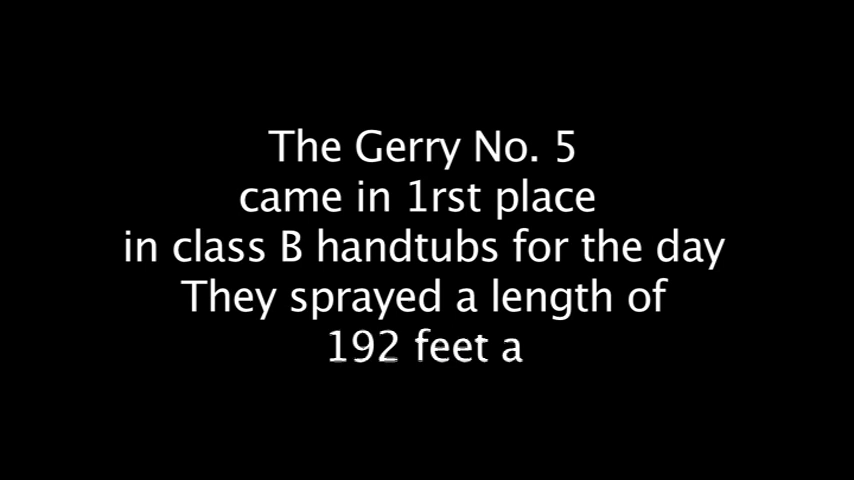 The Gerry No. 5
came in 1rst place
in class B handtubs for the day
They sprayed a length of
192 feet a